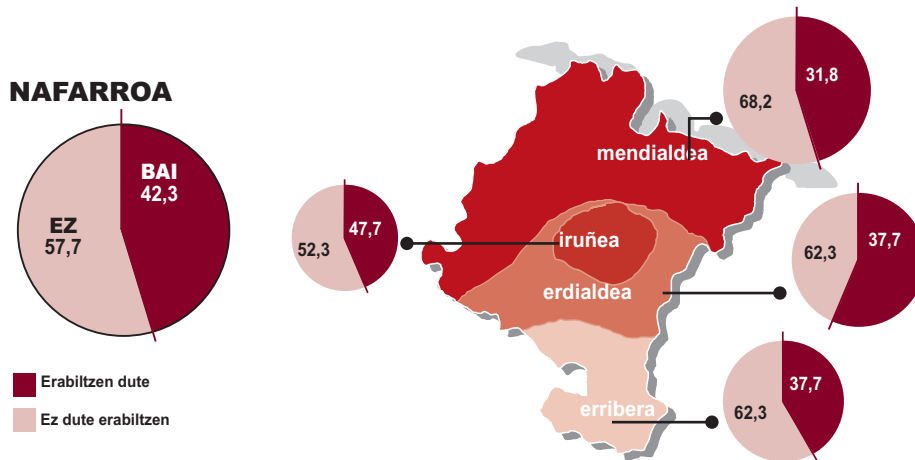 NAFARROA
BAI
42,3
EZ
57,7
Erabiltzen dute
Ez dute erabiltzen
mendialdea
31,8
68,2
iruñea
47,7
52,3
erdialdea
62,3
37,7
erribera
37,7
62,3